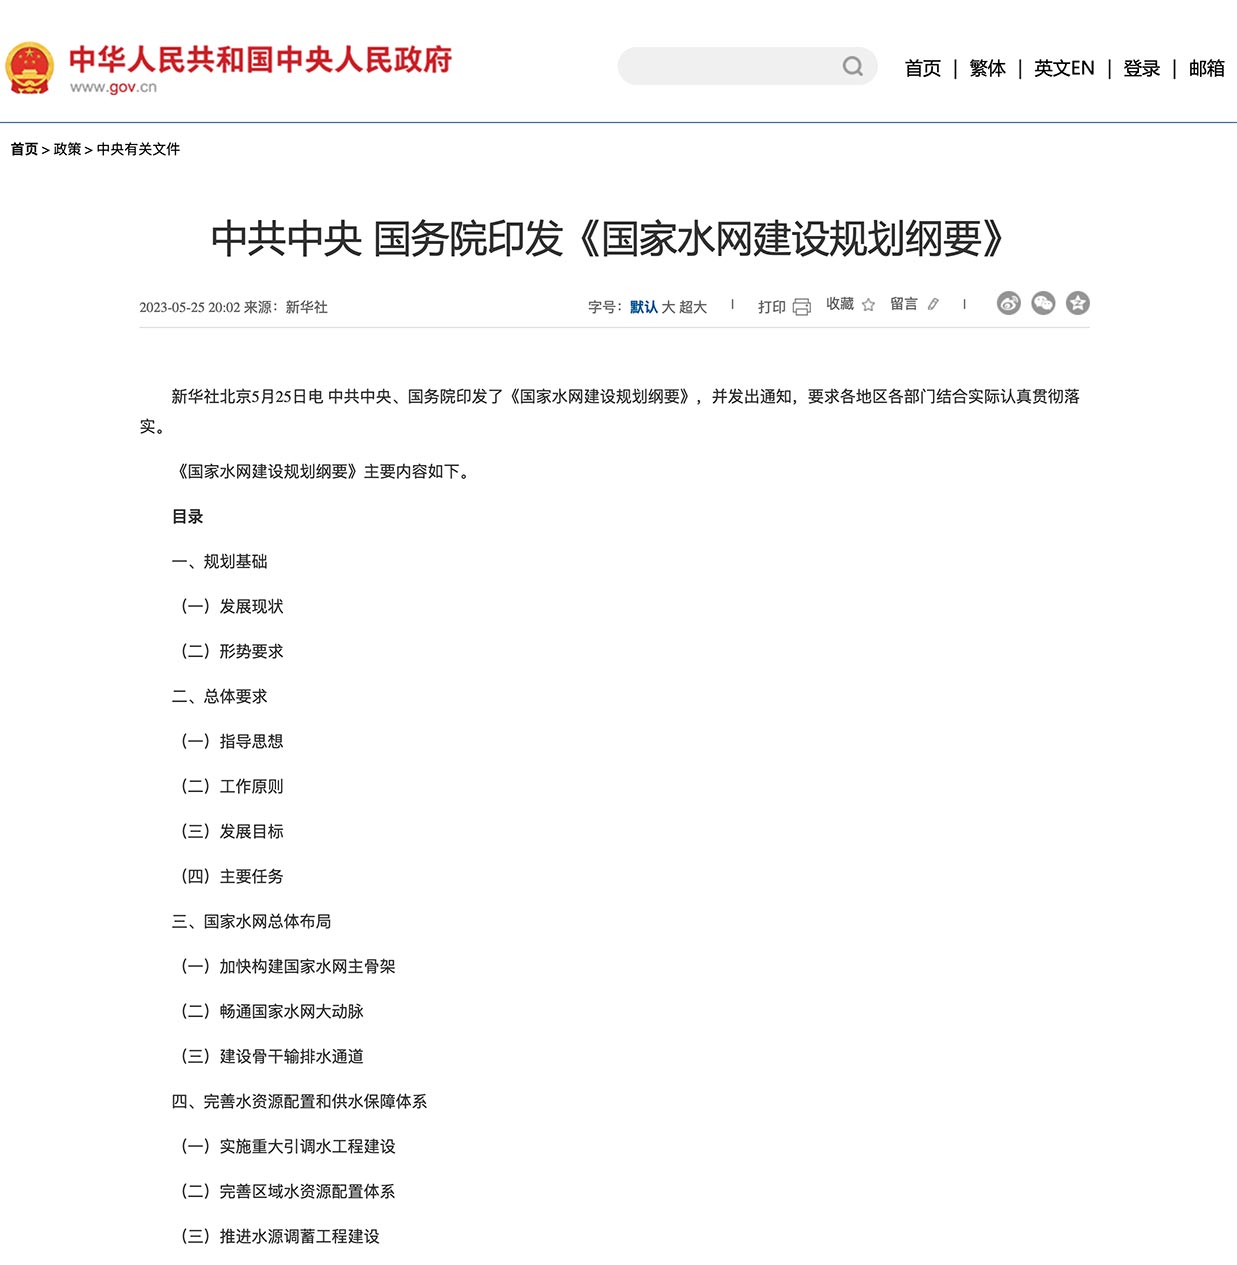 中华人民共和国中央人民政府
www.gov.cn
首页 | 繁体 | 英文EN | 登录 | 邮箱
首页 > 政策 > 中央有关文件
中共中央 国务院印发《国家水网建设规划纲要》
2023-05-25 20:02 来源：新华社
字号：默认 大 超大 | 打印 收藏 留言 |
新华社北京5月25日电 中共中央、国务院印发了《国家水网建设规划纲要》，并发出通知，要求各地区各部门结合实际认真贯彻落
实。
《国家水网建设规划纲要》主要内容如下。
目录
一、规划基础
（一）发展现状
（二）形势要求
二、总体要求
（一）指导思想
（二）工作原则
（三）发展目标
（四）主要任务
三、国家水网总体布局
（一）加快构建国家水网主骨架
（二）畅通国家水网大动脉
（三）建设骨干输排水通道
四、完善水资源配置和供水保障体系
（一）实施重大引调水工程建设
（二）完善区域水资源配置体系
（三）推进水源调蓄工程建设